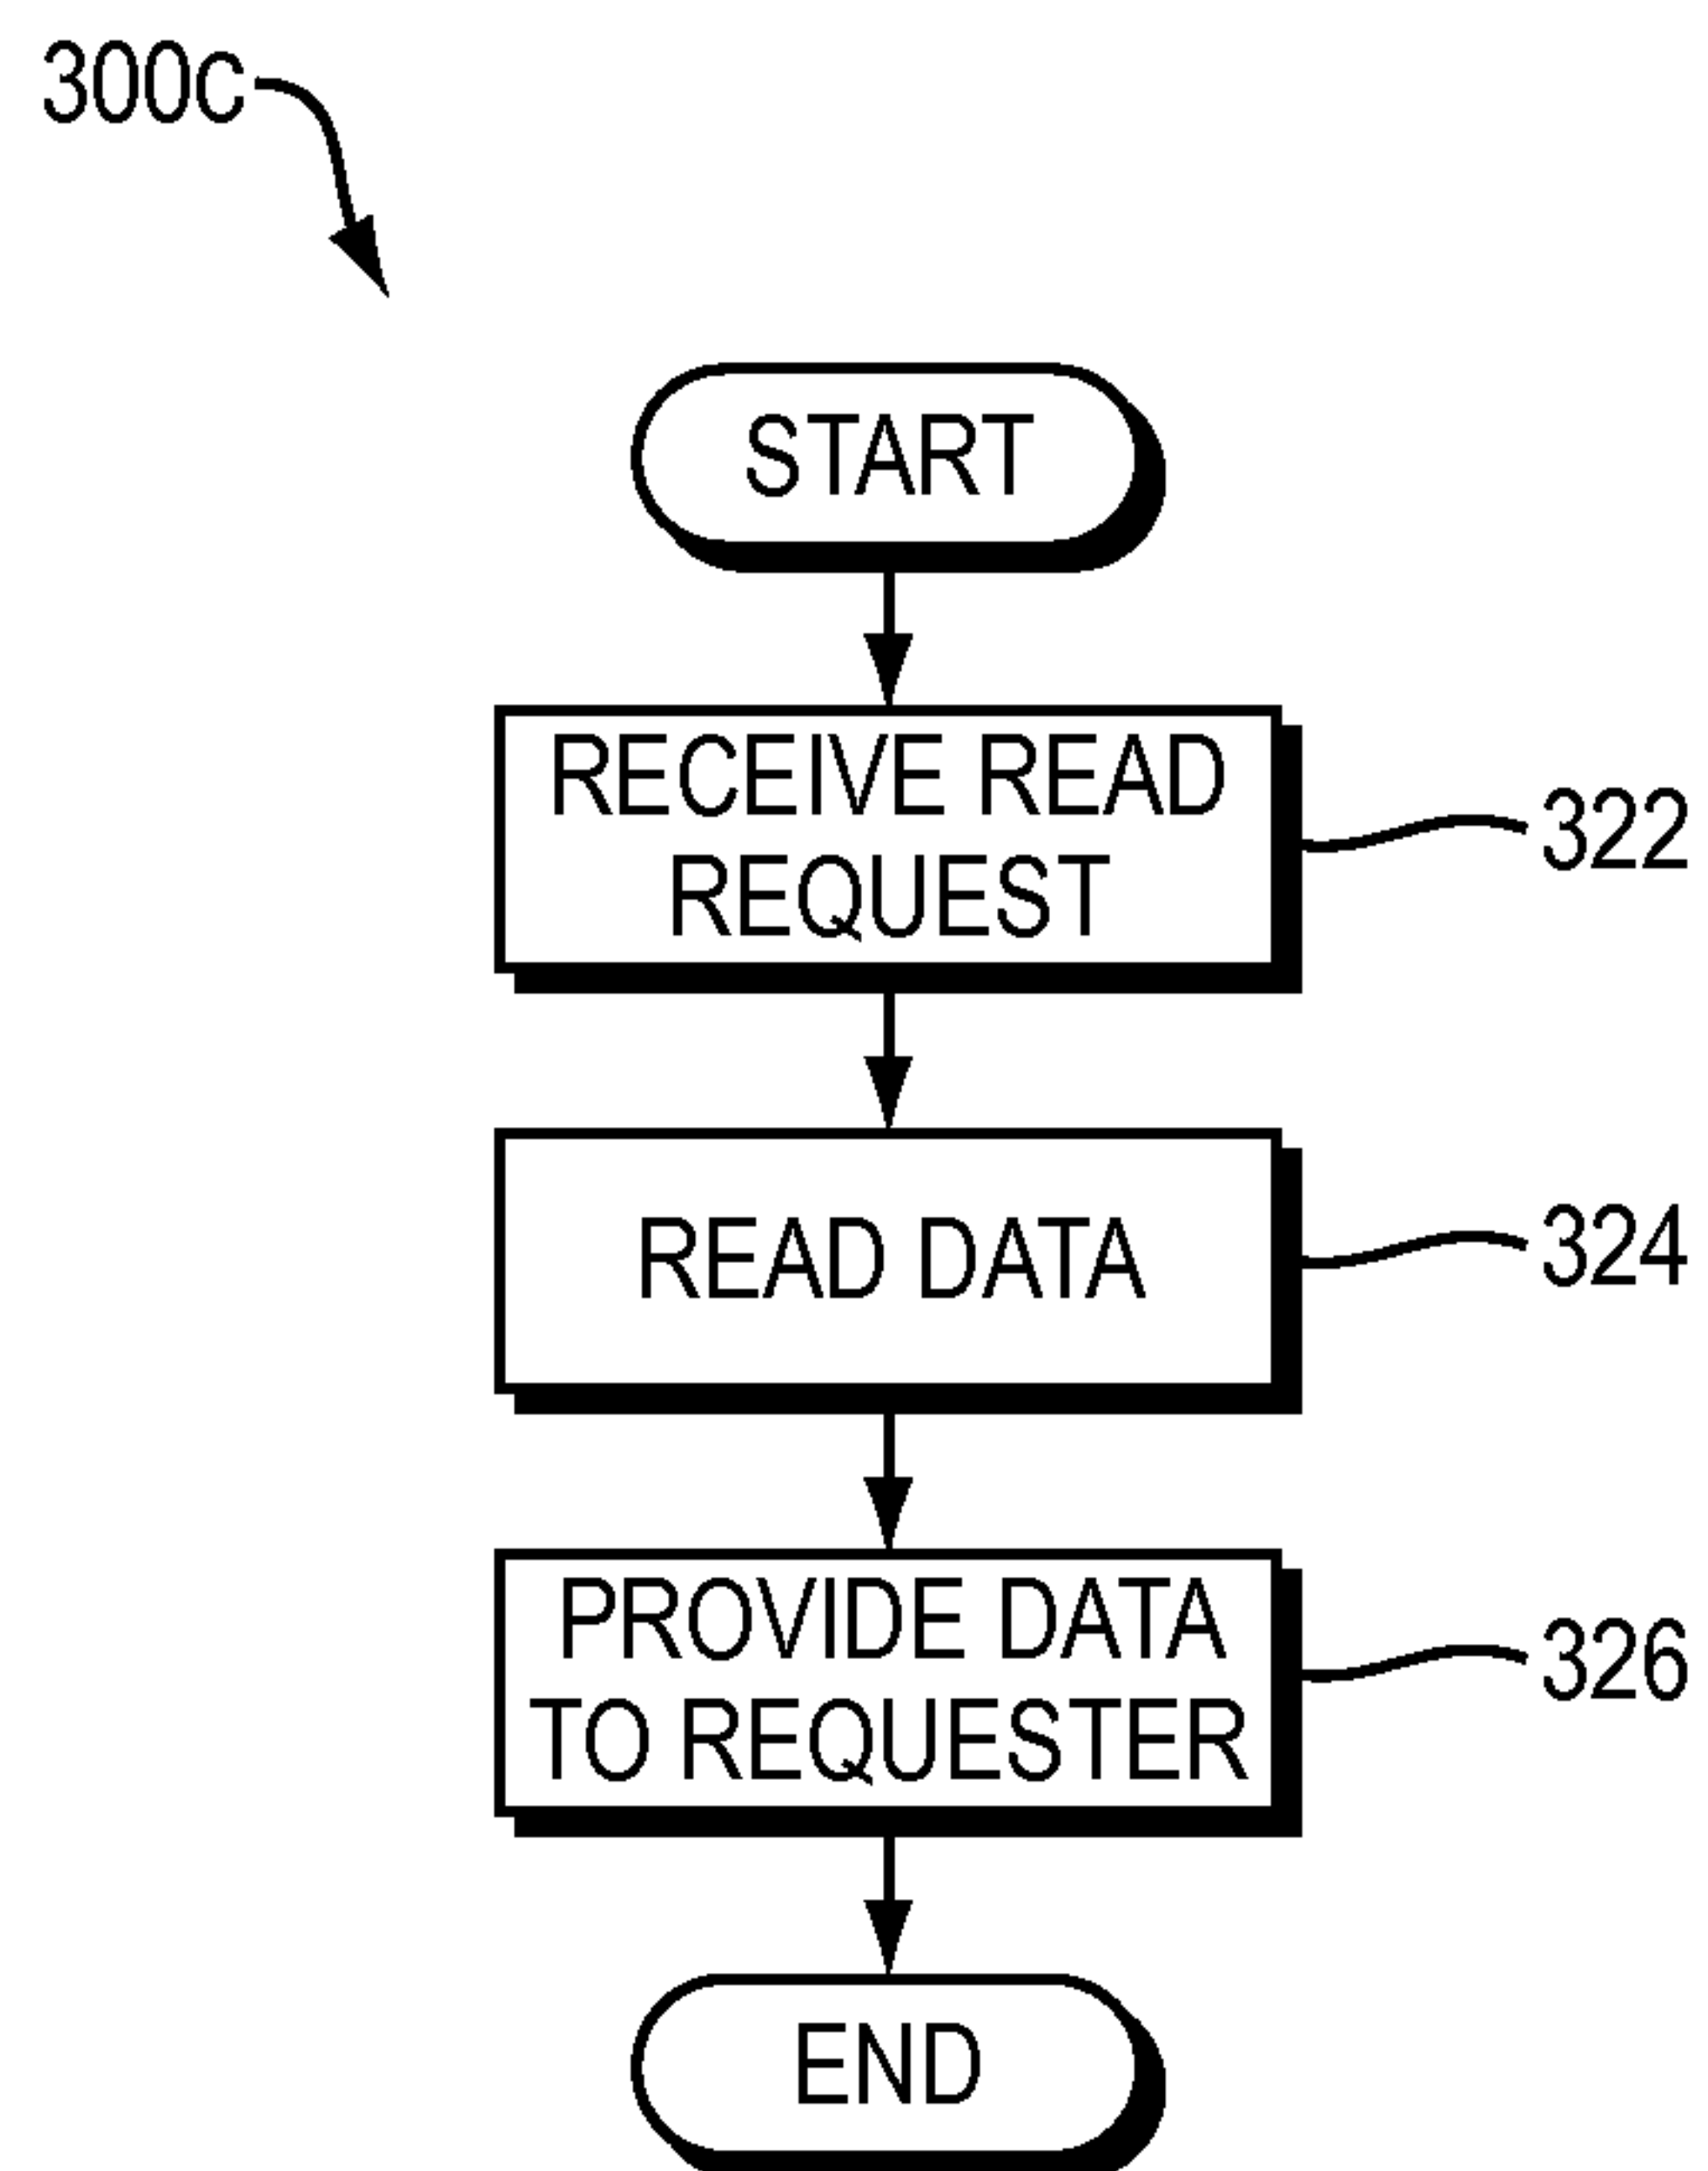 300C
START
RECEIVE READ
REQUEST
322
READ DATA
324
PROVIDE DATA
TO REQUESTER
326
END